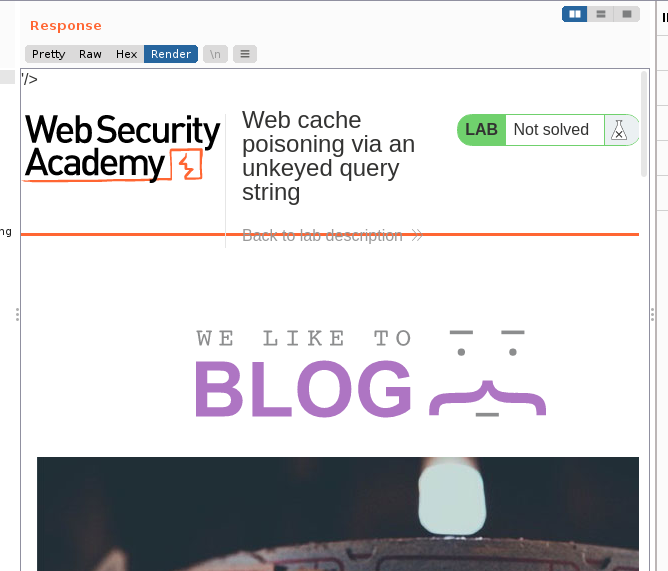 Response
Pretty Raw Hex Render \n
'/>
Web Security
Academy
Web cache
poisoning via an
unkeyed query
string
LAB Not solved
Back to lab description
ng
WE LIKE TO
BLOG